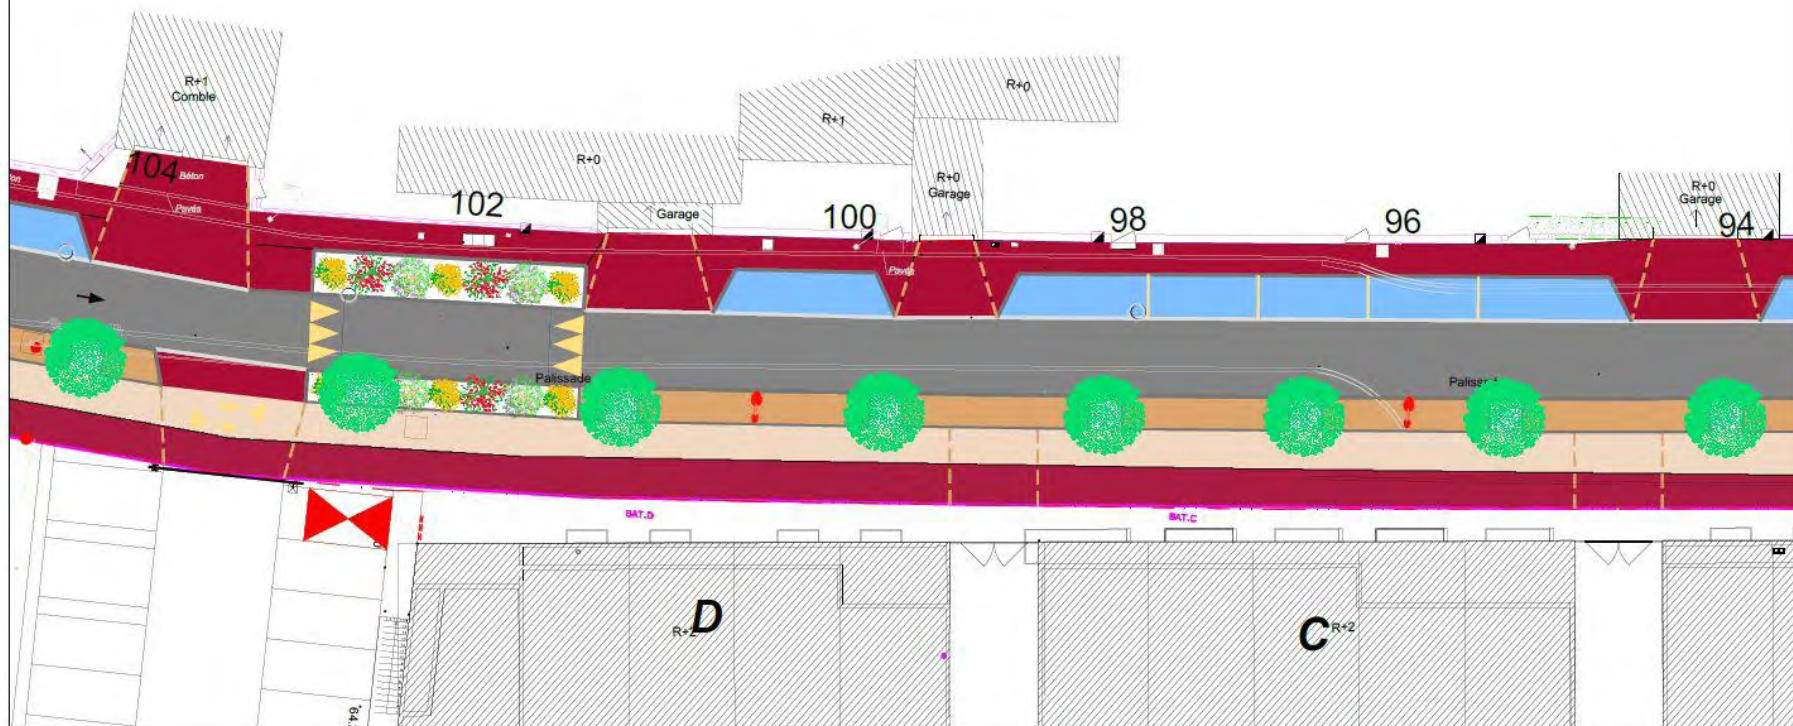 R+1
Comble
104
Béton
Pavés
R+0
102
Garage
R+1
R+0
R+0
Garage
100
Pavés
98
96
R+0
Garage
94
Palissade
BAT.D
BAT.C
R+2
D
C
R+2